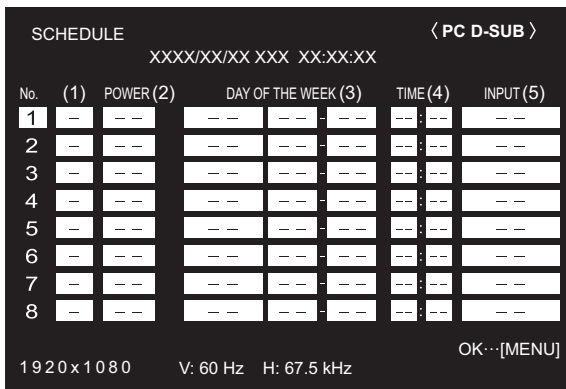 SCHEDULE 〈PC D-SUB〉
XXXX/XX/XX XXX XX:XX:XX
No. (1) POWER(2) DAY OF THE WEEK(3) TIME(4) INPUT(5)
1 – – – – – – – - – – – – : – – – –
2 – – – – – – – - – – – – : – – – –
3 – – – – – – – - – – – – : – – – –
4 – – – – – – – - – – – – : – – – –
5 – – – – – – – - – – – – : – – – –
6 – – – – – – – - – – – – : – – – –
7 – – – – – – – - – – – – : – – – –
8 – – – – – – – - – – – – : – – – –
OK···[MENU]
1920x1080 V: 60 Hz H: 67.5 kHz